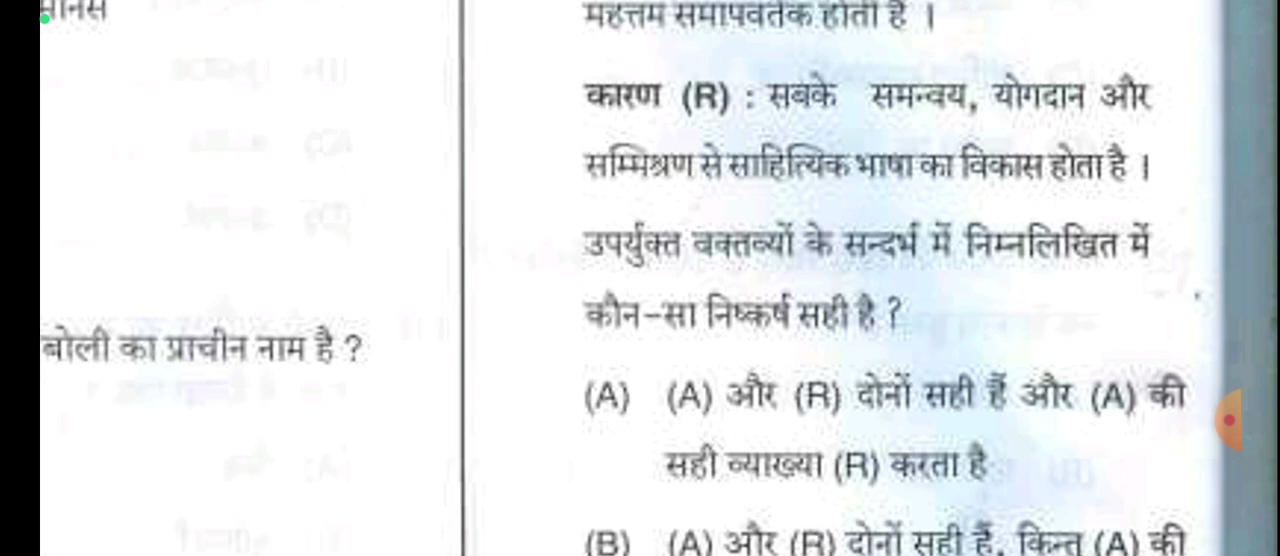 मानस
बोली का प्राचीन नाम है ?
महत्तम समापवर्तक होती है ।
कारण (R) : सबके समन्वय, योगदान और
सम्मिश्रण से साहित्यिक भाषा का विकास होता है ।
उपर्युक्त वक्तव्यों के सन्दर्भ में निम्नलिखित में
कौन-सा निष्कर्ष सही है ?
(A) (A) और (R) दोनों सही हैं और (A) की
सही व्याख्या (R) करता है
(B) (A) और (R) दोनों सही हैं, किन्तु (A) की